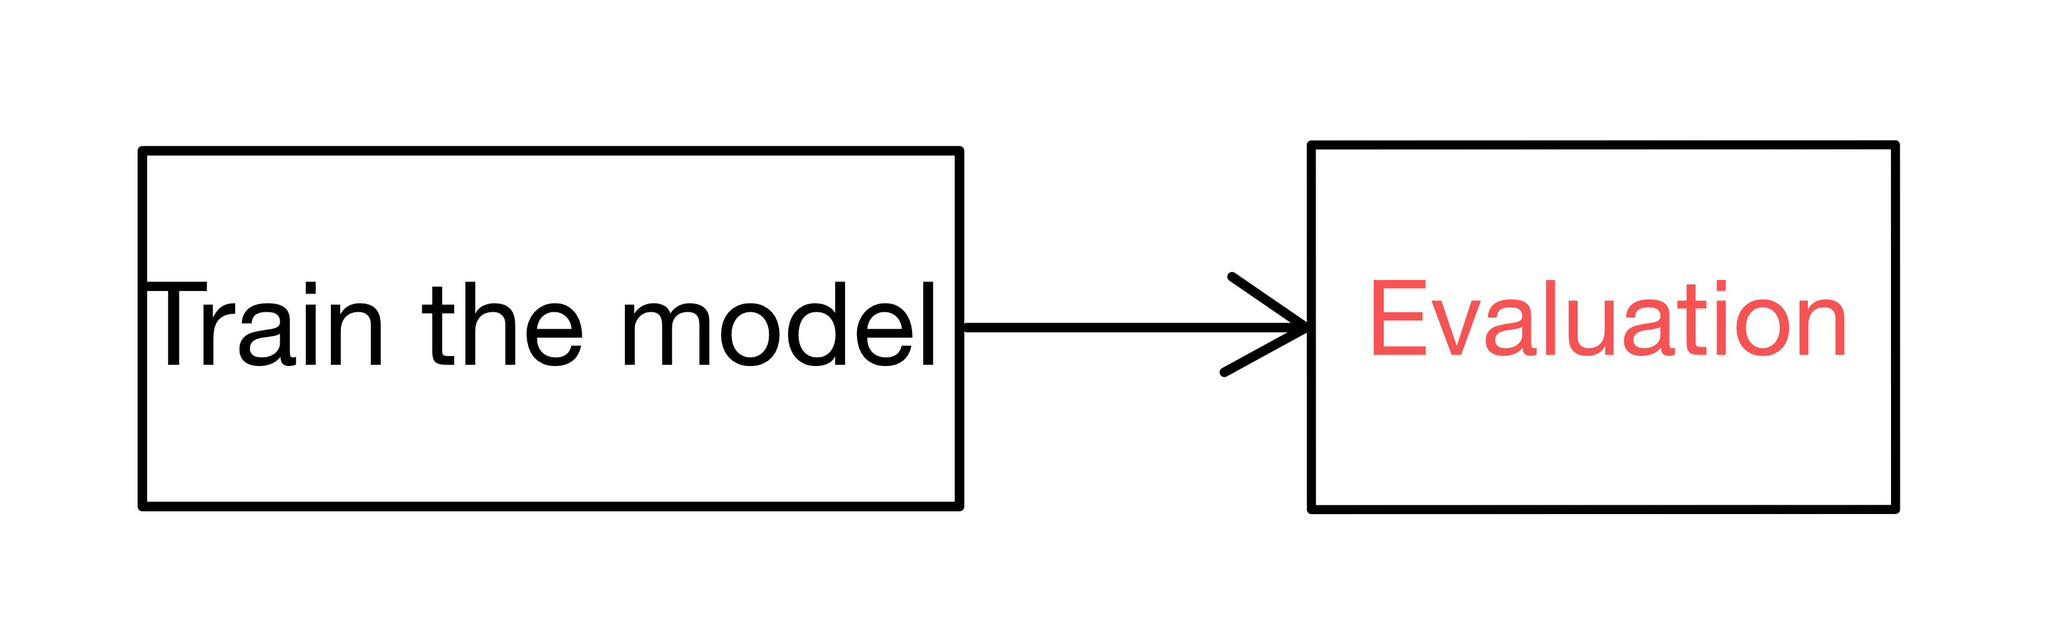 Train the model
Evaluation